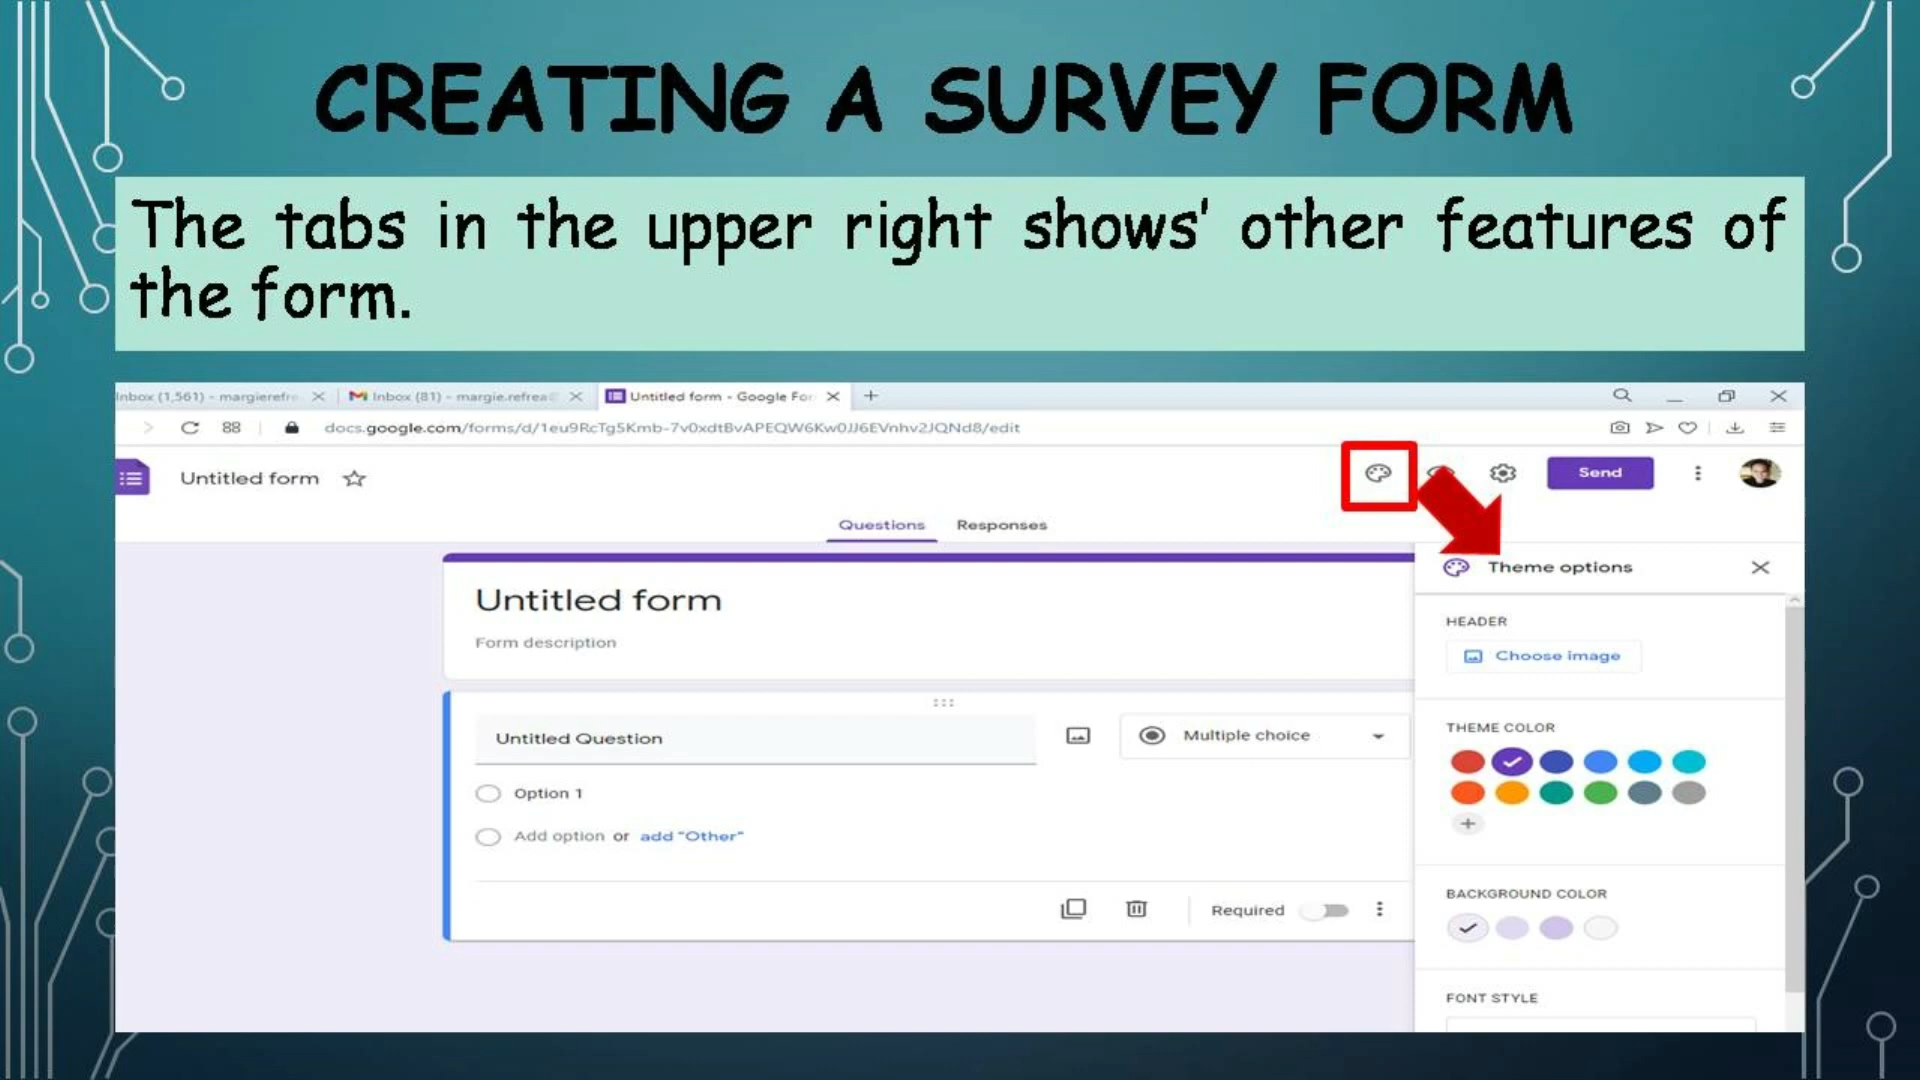 CREATING A SURVEY FORM
The tabs in the upper right shows' other features of
the form.
Inbox (1,561) - margierefre
Inbox (81) - margie.refrea
Untitled form - Google For
88
docs.google.com/forms/d/1eu9RcTg5Kmb-7v0xdtBvAPEQW6Kw0JJ6EVnhv2JQNd8/edit
Untitled form
Send
Questions Responses
Theme options
Untitled form
Form description
HEADER
Choose image
Untitled Question
Multiple choice
THEME COLOR
Option 1
Add option or add "Other"
BACKGROUND COLOR
Required
FONT STYLE